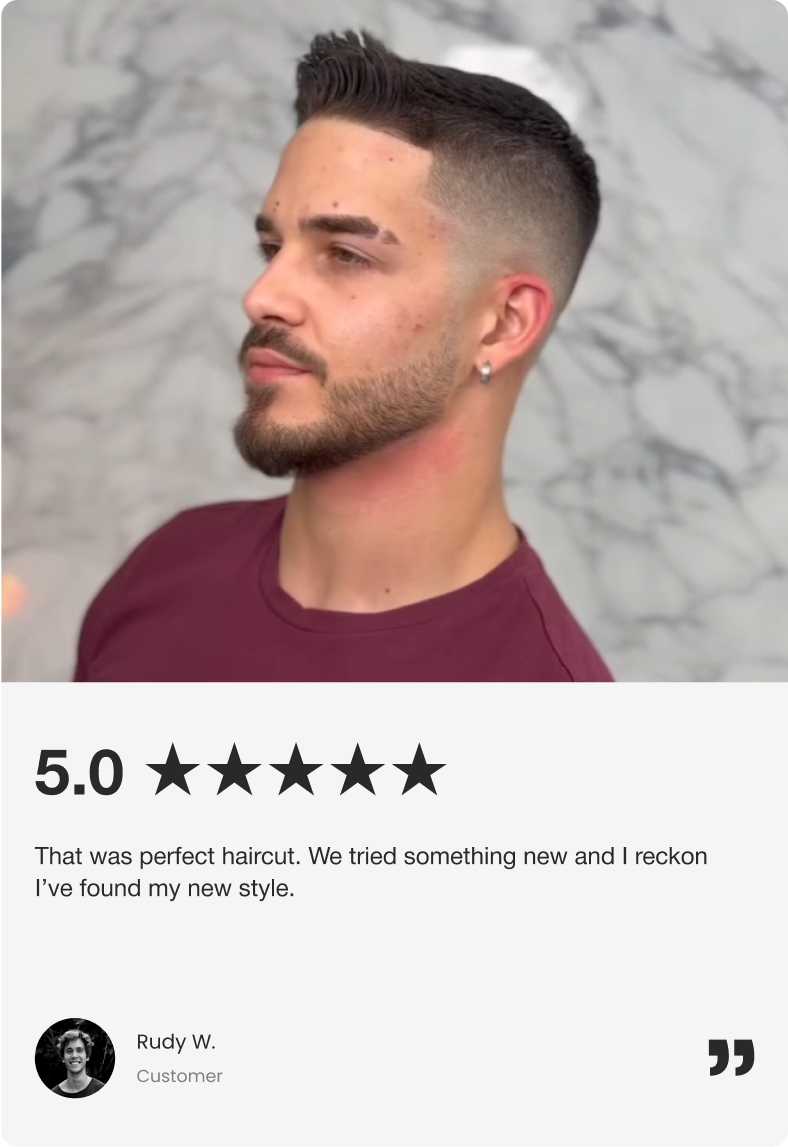 5.0 ★★★★★
That was perfect haircut. We tried something new and I reckon
I’ve found my new style.
Rudy W.
Customer
”